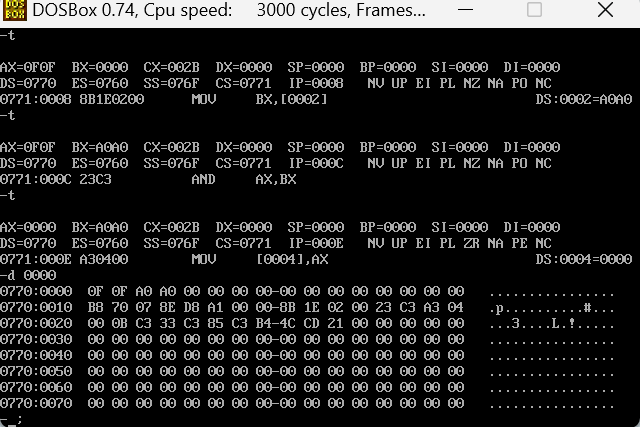 DOSBox 0.74, Cpu speed: 3000 cycles, Frames...
-t
AX=0F0F BX=0000 CX=002B DX=0000 SP=0000 BP=0000 SI=0000 DI=0000
DS=0770 ES=0760 SS=076F CS=0771 IP=0008 NV UP EI PL NZ NA PO NC
0771:0008 8B1E0200 MOV BX,[0002] DS:0002=A0A0
-t
AX=0F0F BX=A0A0 CX=002B DX=0000 SP=0000 BP=0000 SI=0000 DI=0000
DS=0770 ES=0760 SS=076F CS=0771 IP=000C NV UP EI PL NZ NA PO NC
0771:000C 23C3 AND AX,BX
-t
AX=0000 BX=A0A0 CX=002B DX=0000 SP=0000 BP=0000 SI=0000 DI=0000
DS=0770 ES=0760 SS=076F CS=0771 IP=000E NV UP EI PL ZR NA PE NC
0771:000E A30400 MOV [0004],AX DS:0004=0000
-d 0000
0770:0000 0F 0F A0 A0 00 00 00 00-00 00 00 00 00 00 00 00 ................
0770:0010 B8 70 07 8E D8 A1 00 00-8B 1E 02 00 23 C3 A3 04 .p..........#...
0770:0020 00 0B C3 33 C3 85 C3 B4-4C CD 21 00 00 00 00 00 ...3....L.!.....
0770:0030 00 00 00 00 00 00 00 00-00 00 00 00 00 00 00 00 ................
0770:0040 00 00 00 00 00 00 00 00-00 00 00 00 00 00 00 00 ................
0770:0050 00 00 00 00 00 00 00 00-00 00 00 00 00 00 00 00 ................
0770:0060 00 00 00 00 00 00 00 00-00 00 00 00 00 00 00 00 ................
0770:0070 00 00 00 00 00 00 00 00-00 00 00 00 00 00 00 00 ................
-_;